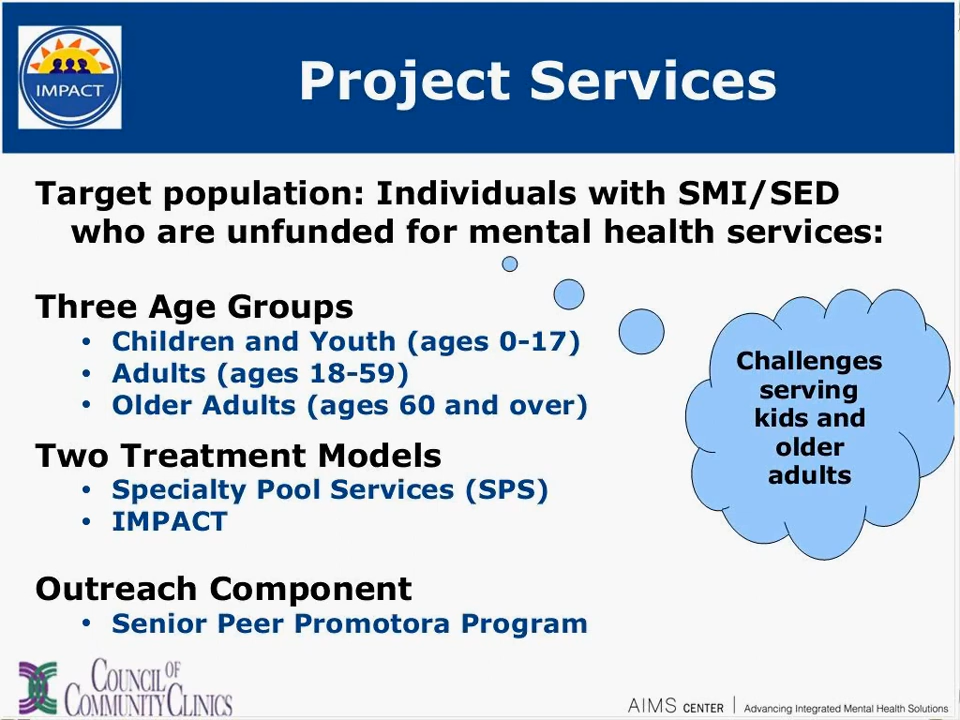 IMPACT
Project Services
Target population: Individuals with SMI/SED
who are unfunded for mental health services:
Three Age Groups
• Children and Youth (ages 0-17)
• Adults (ages 18-59)
• Older Adults (ages 60 and over)
Challenges
serving
kids and
older
adults
Two Treatment Models
• Specialty Pool Services (SPS)
• IMPACT
Outreach Component
• Senior Peer Promotora Program
COUNCIL OF
COMMUNITY CLINICS
AIMS CENTER | Advancing Integrated Mental Health Solutions